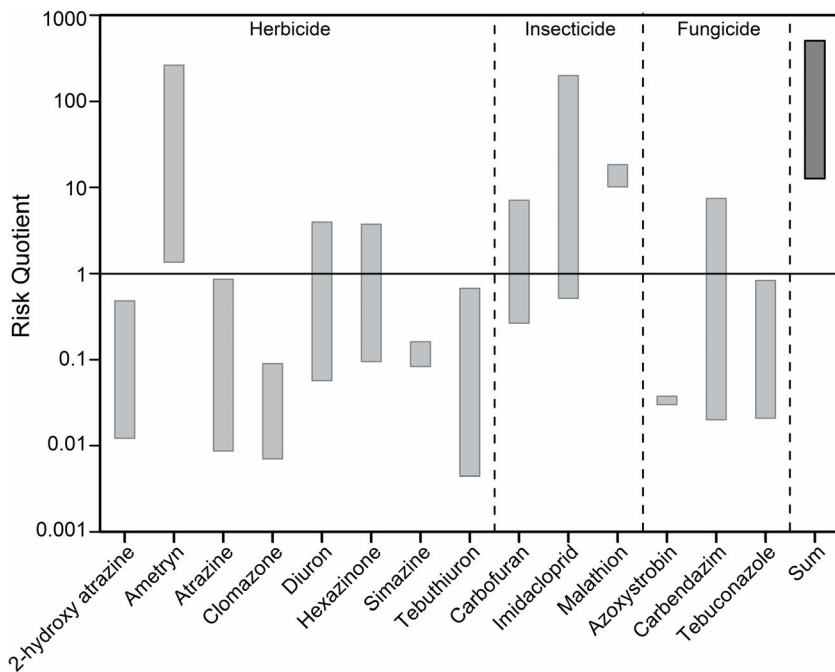 Herbicide
Insecticide
Fungicide
Risk Quotient
1000
100
10
1
0.1
0.01
0.001
2-hydroxy atrazine
Ametryn
Atrazine
Clomazone
Diuron
Hexazinone
Simazine
Tebuthiuron
Carbofuran
Imidacloprid
Malathion
Azoxystrobin
Carbendazim
Tebuconazole
Sum